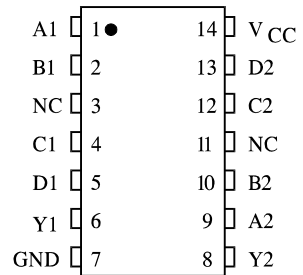 A1 1 14 V CC
B1 2 13 D2
NC 3 12 C2
C1 4 11 NC
D1 5 10 B2
Y1 6 9 A2
GND 7 8 Y2